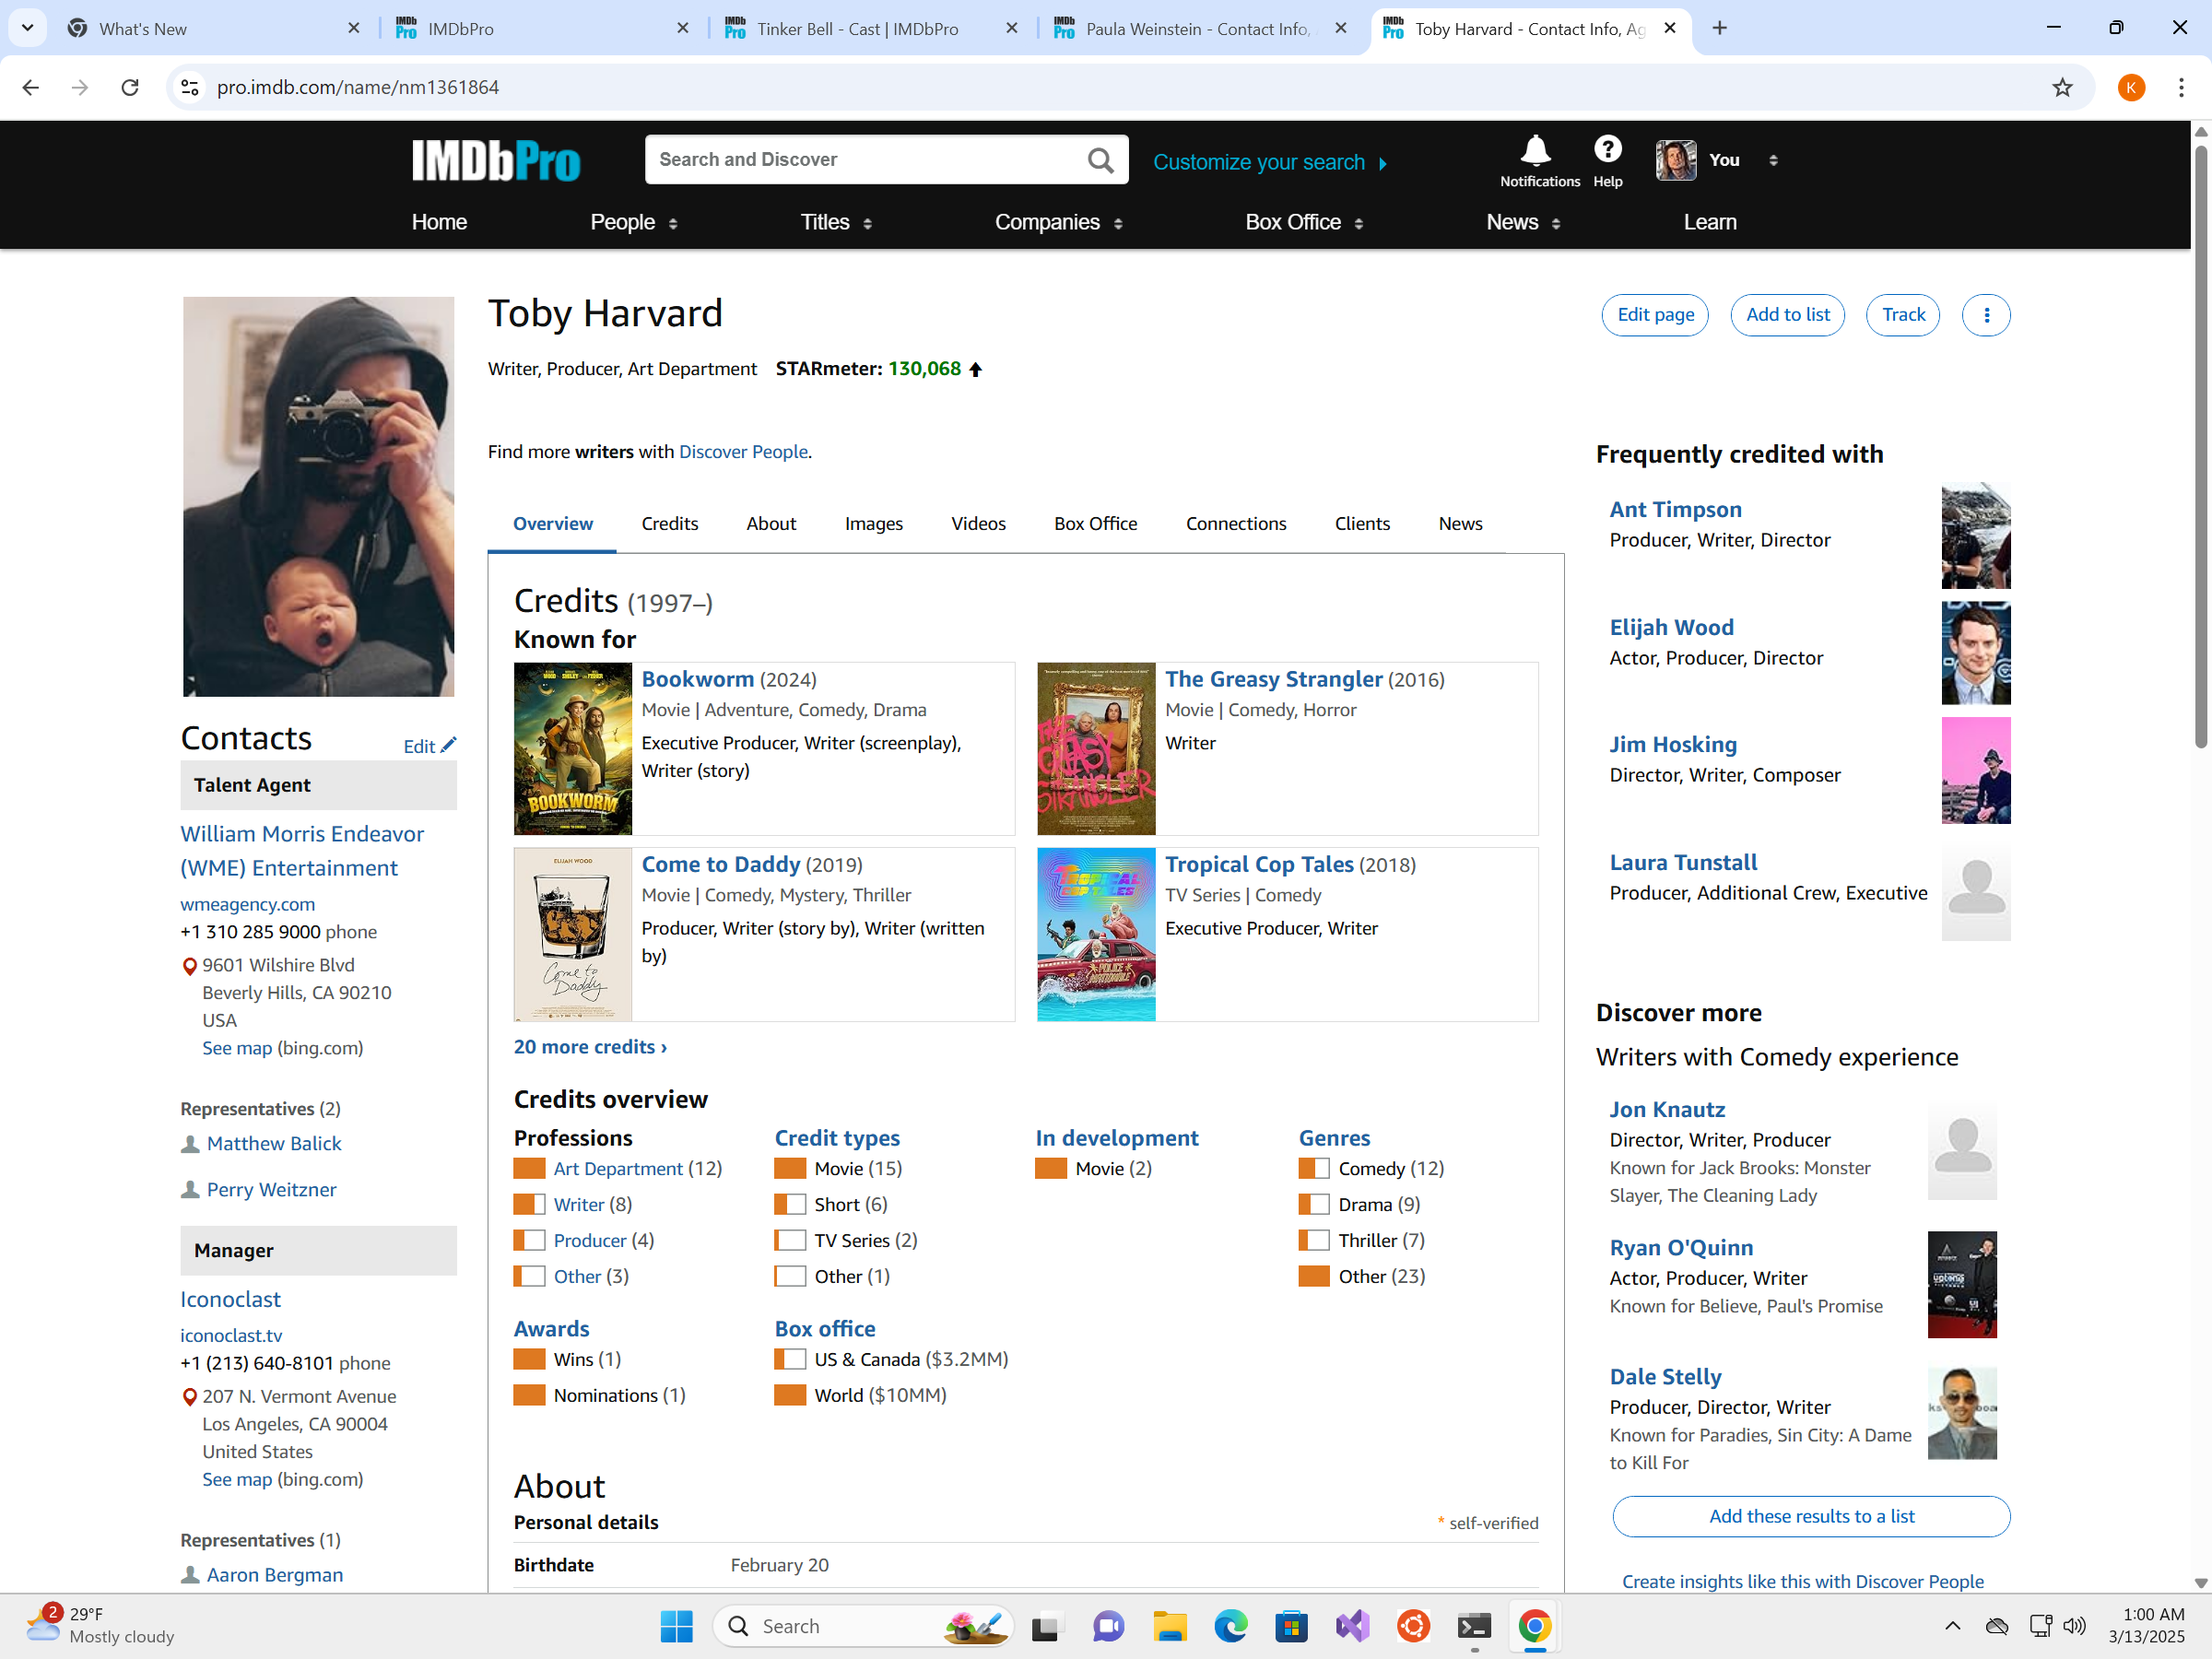 What's New
IMDbPro
Tinker Bell - Cast | IMDbPro
Paula Weinstein - Contact Info,
Toby Harvard - Contact Info, Ag
pro.imdb.com/name/nm1361864
K
IMDbPro
Search and Discover
Customize your search
Notifications
Help
You
Home
People
Titles
Companies
Box Office
News
Learn
Toby Harvard
Writer, Producer, Art Department STARmeter: 130,068
Edit page
Add to list
Track
Find more writers with Discover People.
Overview
Credits
About
Images
Videos
Box Office
Connections
Clients
News
Contacts
Edit
Talent Agent
William Morris Endeavor
(WME) Entertainment
wmeagency.com
+1 310 285 9000 phone
9601 Wilshire Blvd
Beverly Hills, CA 90210
USA
See map (bing.com)
Representatives (2)
Matthew Balick
Perry Weitzner
Manager
Iconoclast
iconoclast.tv
+1 (213) 640-8101 phone
207 N. Vermont Avenue
Los Angeles, CA 90004
United States
See map (bing.com)
Representatives (1)
Aaron Bergman
Credits (1997–)
Known for
BOOKWORM
Bookworm (2024)
Movie | Adventure, Comedy, Drama
Executive Producer, Writer (screenplay),
Writer (story)
THE GREASY STRANGLER
The Greasy Strangler (2016)
Movie | Comedy, Horror
Writer
ELIJAH WOOD
Come to Daddy
Come to Daddy (2019)
Movie | Comedy, Mystery, Thriller
Producer, Writer (story by), Writer (written
by)
TROPICAL COP TALES
Tropical Cop Tales (2018)
TV Series | Comedy
Executive Producer, Writer
20 more credits ›
Credits overview
Professions
Art Department (12)
Writer (8)
Producer (4)
Other (3)
Credit types
Movie (15)
Short (6)
TV Series (2)
Other (1)
In development
Movie (2)
Genres
Comedy (12)
Drama (9)
Thriller (7)
Other (23)
Awards
Wins (1)
Nominations (1)
Box office
US & Canada ($3.2MM)
World ($10MM)
About
Personal details
* self-verified
Birthdate
February 20
Frequently credited with
Ant Timpson
Producer, Writer, Director
Elijah Wood
Actor, Producer, Director
Jim Hosking
Director, Writer, Composer
Laura Tunstall
Producer, Additional Crew, Executive
Discover more
Writers with Comedy experience
Jon Knautz
Director, Writer, Producer
Known for Jack Brooks: Monster
Slayer, The Cleaning Lady
Ryan O'Quinn
Actor, Producer, Writer
Known for Believe, Paul's Promise
Dale Stelly
Producer, Director, Writer
Known for Paradies, Sin City: A Dame
to Kill For
Add these results to a list
Create insights like this with Discover People
2
29°F
Mostly cloudy
Search
1:00 AM
3/13/2025